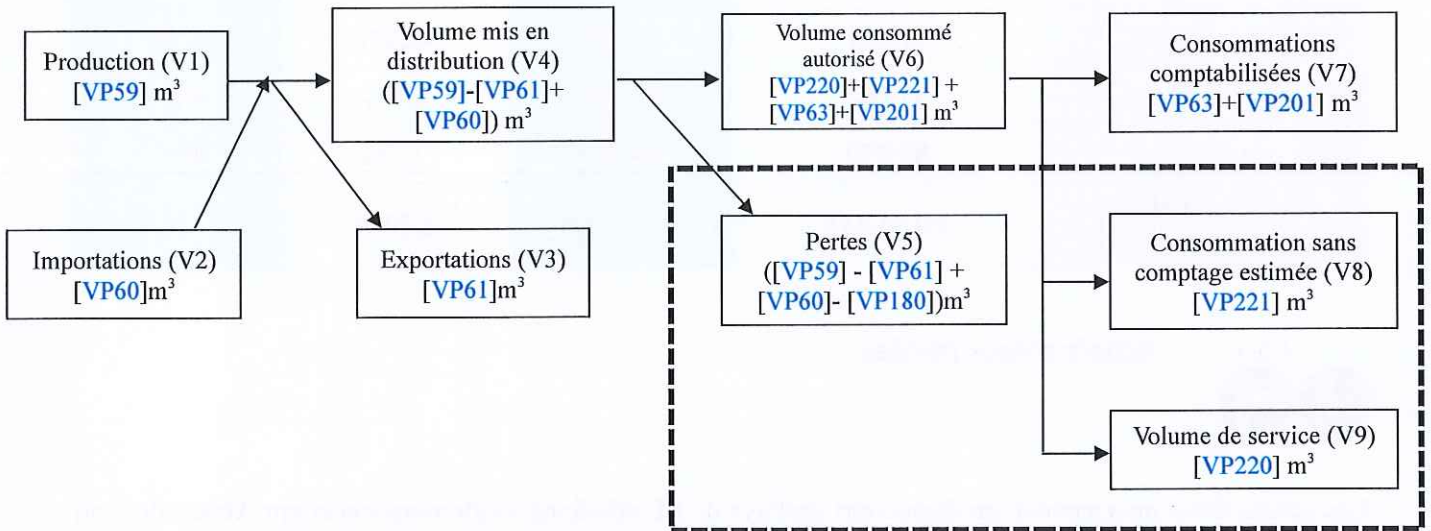 Production (V1)
[VP59] m³
Volume mis en
distribution (V4)
([VP59]-[VP61]+
[VP60]) m³
Volume consommé
autorisé (V6)
[VP220]+[VP221] +
[VP63]+[VP201] m³
Consommations
comptabilisées (V7)
[VP63]+[VP201] m³
Importations (V2)
[VP60]m³
Exportations (V3)
[VP61]m³
Pertes (V5)
([VP59] - [VP61] +
[VP60]- [VP180])m³
Consommation sans
comptage estimée (V8)
[VP221] m³
Volume de service (V9)
[VP220] m³